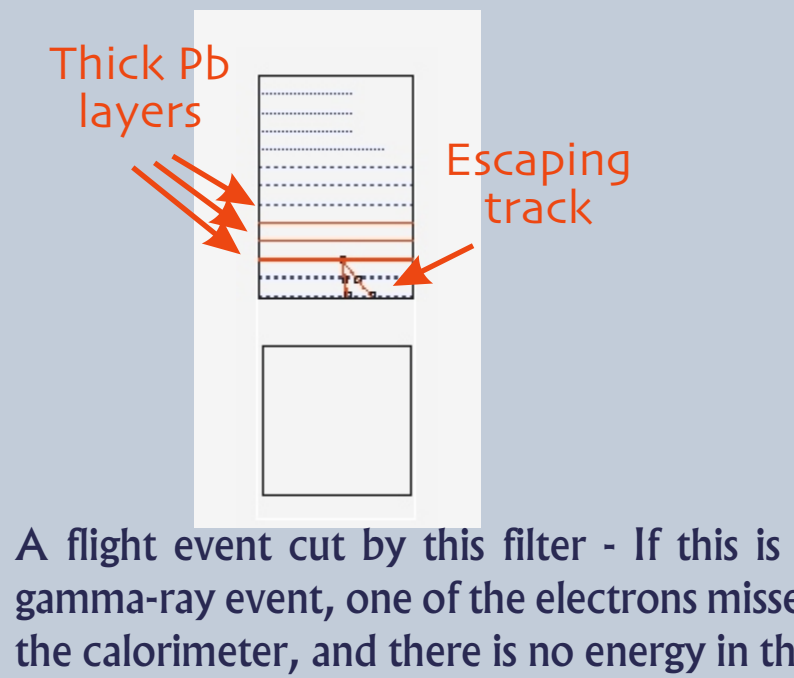 Thick Pb
layers
Escaping
track
A flight event cut by this filter - If this is
gamma-ray event, one of the electrons misse
the calorimeter, and there is no energy in th